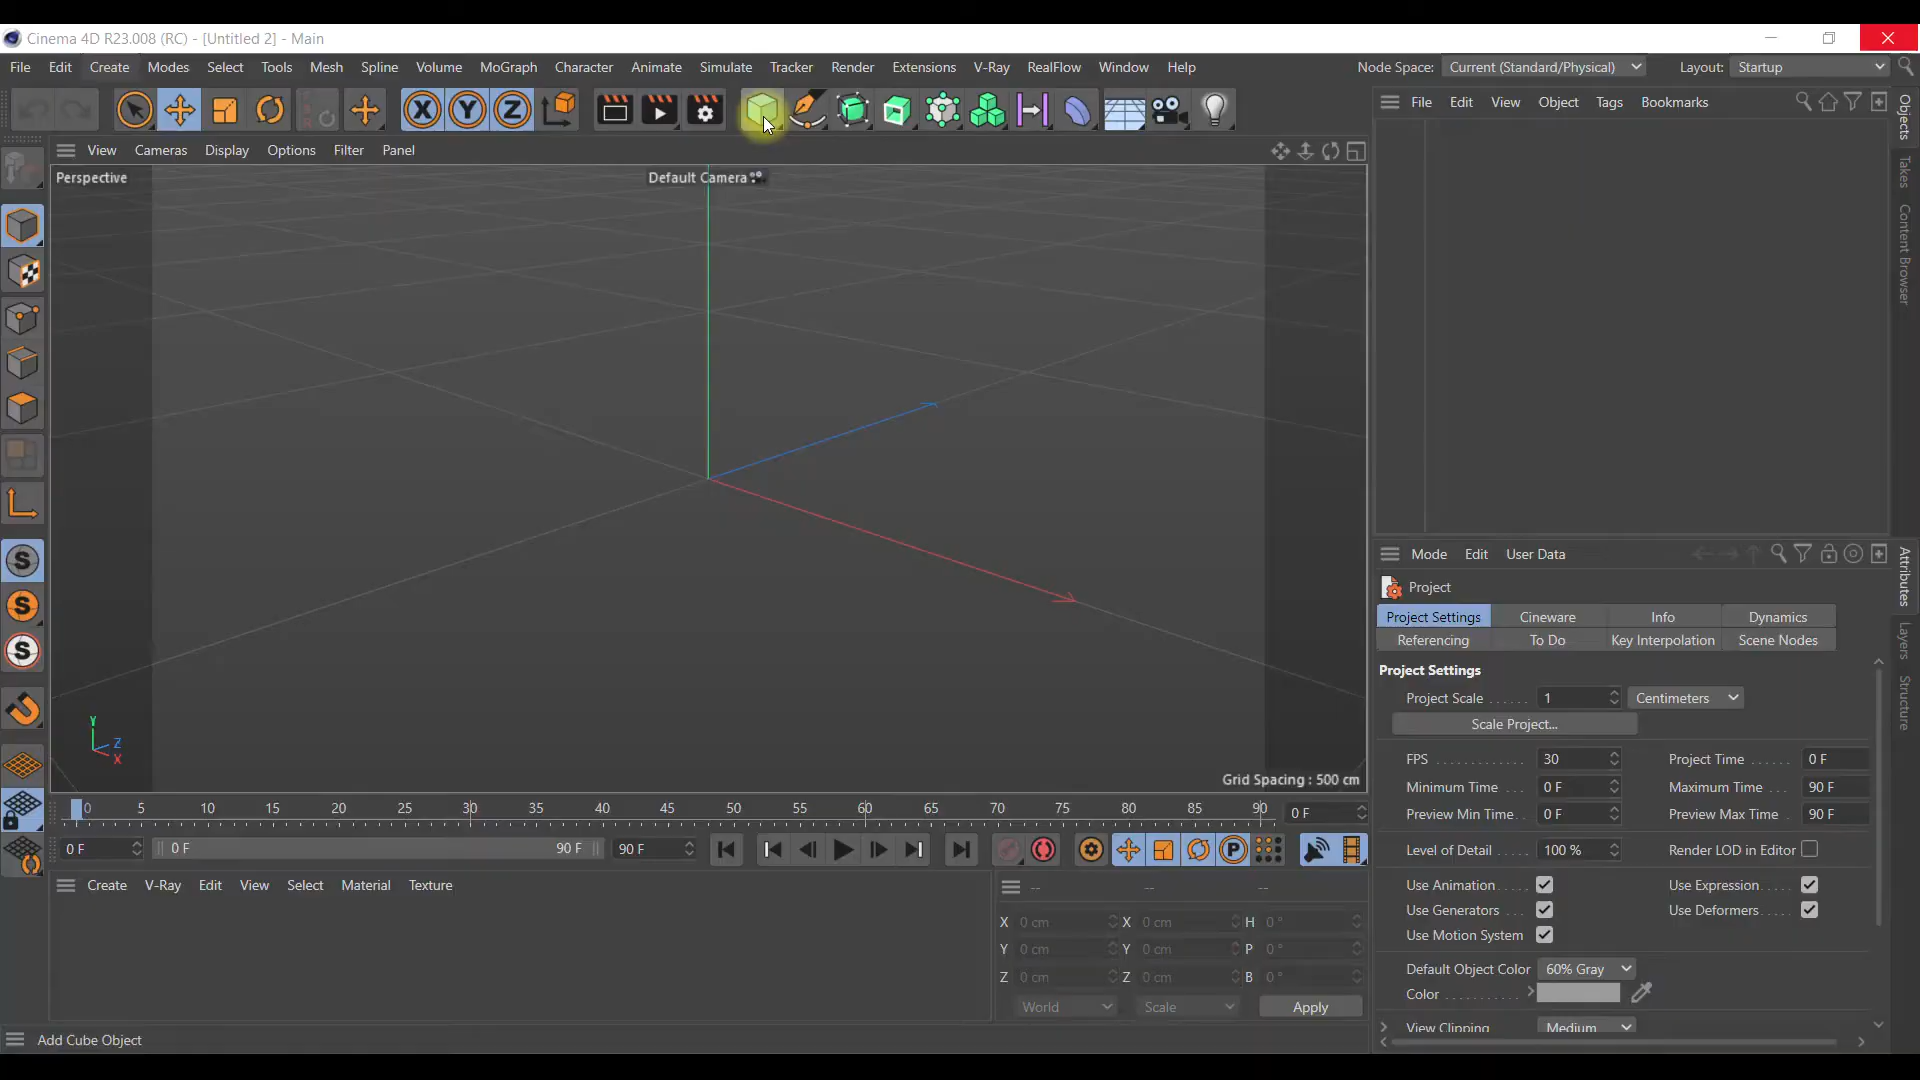 Cinema 4D R23.008 (RC) - [Untitled 2] - Main
File Edit Create Modes Select Tools Mesh Spline Volume MoGraph Character Animate Simulate Tracker Render Extensions V-Ray RealFlow Window Help Node Space: Current (Standard/Physical) Layout: Startup
X Y Z
File Edit View Object Tags Bookmarks
View Cameras Display Options Filter Panel
Perspective
Default Camera
Objects
Takes
Content Browser
S
S
S
Y
Z
X
Grid Spacing : 500 cm
Mode Edit User Data
Project
Project Settings Cineware Info Dynamics
Referencing To Do Key Interpolation Scene Nodes
Project Settings
Project Scale ...... 1 Centimeters
Scale Project...
FPS ............. 30 Project Time ...... 0 F
Minimum Time ... 0 F Maximum Time ... 90 F
Preview Min Time. 0 F Preview Max Time 90 F
Level of Detail ..... 100 % Render LOD in Editor
Use Animation ..... Use Expression .....
Use Generators .... Use Deformers.....
Use Motion System
Default Object Color 60% Gray
Color ...........
View Clipping Medium
Attributes
Layers
Structure
0 5 10 15 20 25 30 35 40 45 50 55 60 65 70 75 80 85 90 0 F
0 F 0 F 90 F 90 F P
Create V-Ray Edit View Select Material Texture
-- -- --
X 0 cm X 0 cm H 0 °
Y 0 cm Y 0 cm P 0 °
Z 0 cm Z 0 cm B 0 °
World Scale Apply
Add Cube Object